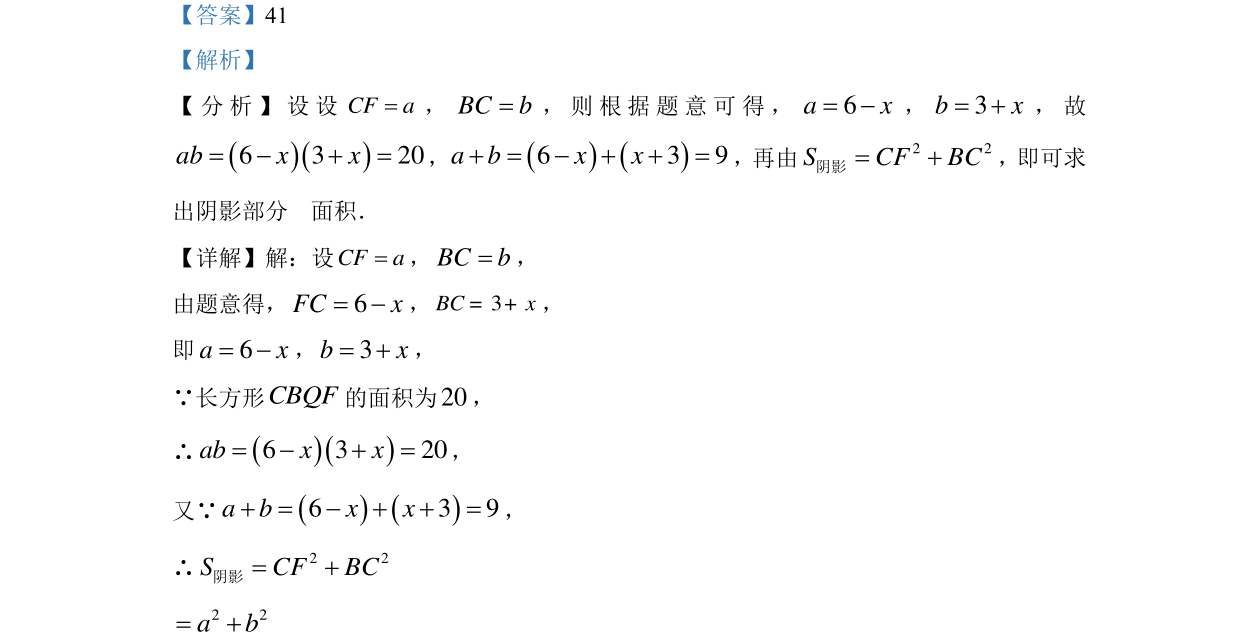 【答案】41
【解析】
【分析】设设 CF = a，BC = b，则根据题意可得，a = 6 − x，b = 3 + x，故
ab = (6 − x)(3 + x) = 20，a + b = (6 − x) + (x + 3) = 9，再由 S阴影 = CF² + BC²，即可求
出阴影部分 面积．
【详解】解：设 CF = a，BC = b，
由题意得，FC = 6 − x，BC = 3 + x，
即 a = 6 − x，b = 3 + x，
∵长方形 CBQF 的面积为 20，
∴ ab = (6 − x)(3 + x) = 20，
又∵ a + b = (6 − x) + (x + 3) = 9，
∴ S阴影 = CF² + BC²
= a² + b²